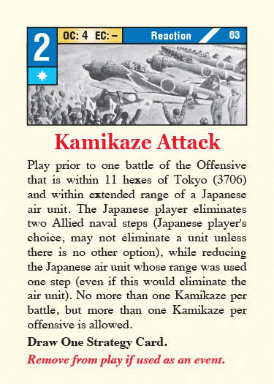 2 OC: 4 EC: – Reaction 63
Kamikaze Attack
Play prior to one battle of the Offensive
that is within 11 hexes of Tokyo (3706)
and within extended range of a Japanese
air unit. The Japanese player eliminates
two Allied naval steps (Japanese player's
choice, may not eliminate a unit unless
there is no other option), while reducing
the Japanese air unit whose range was used
one step (even if this would eliminate the
air unit). No more than one Kamikaze per
battle, but more than one Kamikaze per
offensive is allowed.
Draw One Strategy Card.
Remove from play if used as an event.